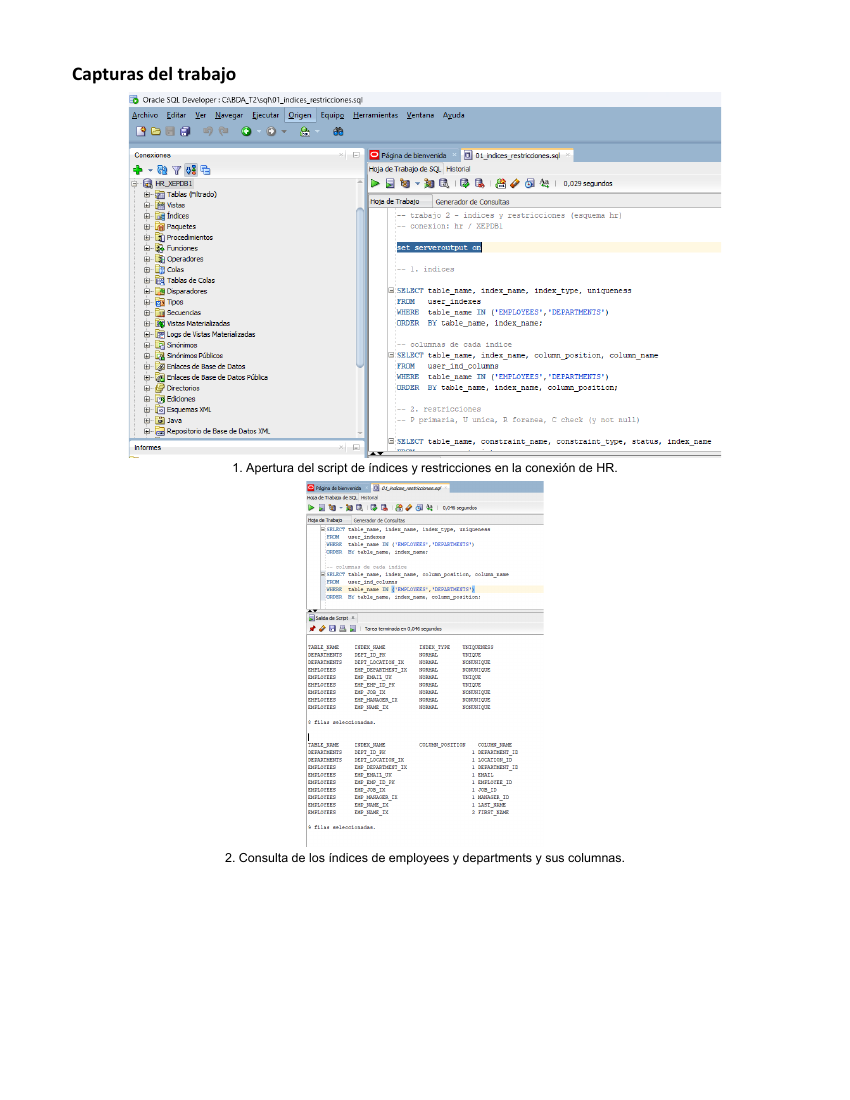 Capturas del trabajo
Oracle SQL Developer : C:\BDA_T2\sql\01_indices_restricciones.sql
Archivo Editar Ver Navegar Ejecutar Origen Equipo Herramientas Ventana Ayuda
Conexiones
HR_XEPDB1
Tablas (Filtrado)
Vistas
Índices
Paquetes
Procedimientos
Funciones
Operadores
Colas
Tablas de Colas
Disparadores
Tipos
Secuencias
Vistas Materializadas
Logs de Vistas Materializadas
Sinónimos
Sinónimos Públicos
Enlaces de Base de Datos
Enlaces de Base de Datos Pública
Directorios
Ediciones
Esquemas XML
Java
Repositorio de Base de Datos XML
Informes
Página de bienvenida 01_indices_restricciones.sql
Hoja de Trabajo de SQL Historial
0,029 segundos
Hoja de Trabajo Generador de Consultas
-- trabajo 2 - indices y restricciones (esquema hr)
-- conexion: hr / XEPDB1
set serveroutput on
-- 1. indices
SELECT table_name, index_name, index_type, uniqueness
FROM user_indexes
WHERE table_name IN ('EMPLOYEES','DEPARTMENTS')
ORDER BY table_name, index_name;
-- columnas de cada indice
SELECT table_name, index_name, column_position, column_name
FROM user_ind_columns
WHERE table_name IN ('EMPLOYEES','DEPARTMENTS')
ORDER BY table_name, index_name, column_position;
-- 2. restricciones
-- P primaria, U unica, R foranea, C check (y not null)
SELECT table_name, constraint_name, constraint_type, status, index_name
1. Apertura del script de índices y restricciones en la conexión de HR.
Página de bienvenida 01_indices_restricciones.sql
Hoja de Trabajo de SQL Historial
0,046 segundos
Hoja de Trabajo Generador de Consultas
SELECT table_name, index_name, index_type, uniqueness
FROM user_indexes
WHERE table_name IN ('EMPLOYEES','DEPARTMENTS')
ORDER BY table_name, index_name;
-- columnas de cada indice
SELECT table_name, index_name, column_position, column_name
FROM user_ind_columns
WHERE table_name IN ('EMPLOYEES','DEPARTMENTS')
ORDER BY table_name, index_name, column_position;
Salida de Script
Tarea terminada en 0,046 segundos
TABLE_NAME INDEX_NAME INDEX_TYPE UNIQUENESS
DEPARTMENTS DEPT_ID_PK NORMAL UNIQUE
DEPARTMENTS DEPT_LOCATION_IX NORMAL NONUNIQUE
EMPLOYEES EMP_DEPARTMENT_IX NORMAL NONUNIQUE
EMPLOYEES EMP_EMAIL_UK NORMAL UNIQUE
EMPLOYEES EMP_EMP_ID_PK NORMAL UNIQUE
EMPLOYEES EMP_JOB_IX NORMAL NONUNIQUE
EMPLOYEES EMP_MANAGER_IX NORMAL NONUNIQUE
EMPLOYEES EMP_NAME_IX NORMAL NONUNIQUE
8 filas seleccionadas.
TABLE_NAME INDEX_NAME COLUMN_POSITION COLUMN_NAME
DEPARTMENTS DEPT_ID_PK 1 DEPARTMENT_ID
DEPARTMENTS DEPT_LOCATION_IX 1 LOCATION_ID
EMPLOYEES EMP_DEPARTMENT_IX 1 DEPARTMENT_ID
EMPLOYEES EMP_EMAIL_UK 1 EMAIL
EMPLOYEES EMP_EMP_ID_PK 1 EMPLOYEE_ID
EMPLOYEES EMP_JOB_IX 1 JOB_ID
EMPLOYEES EMP_MANAGER_IX 1 MANAGER_ID
EMPLOYEES EMP_NAME_IX 1 LAST_NAME
EMPLOYEES EMP_NAME_IX 2 FIRST_NAME
9 filas seleccionadas.
2. Consulta de los índices de employees y departments y sus columnas.